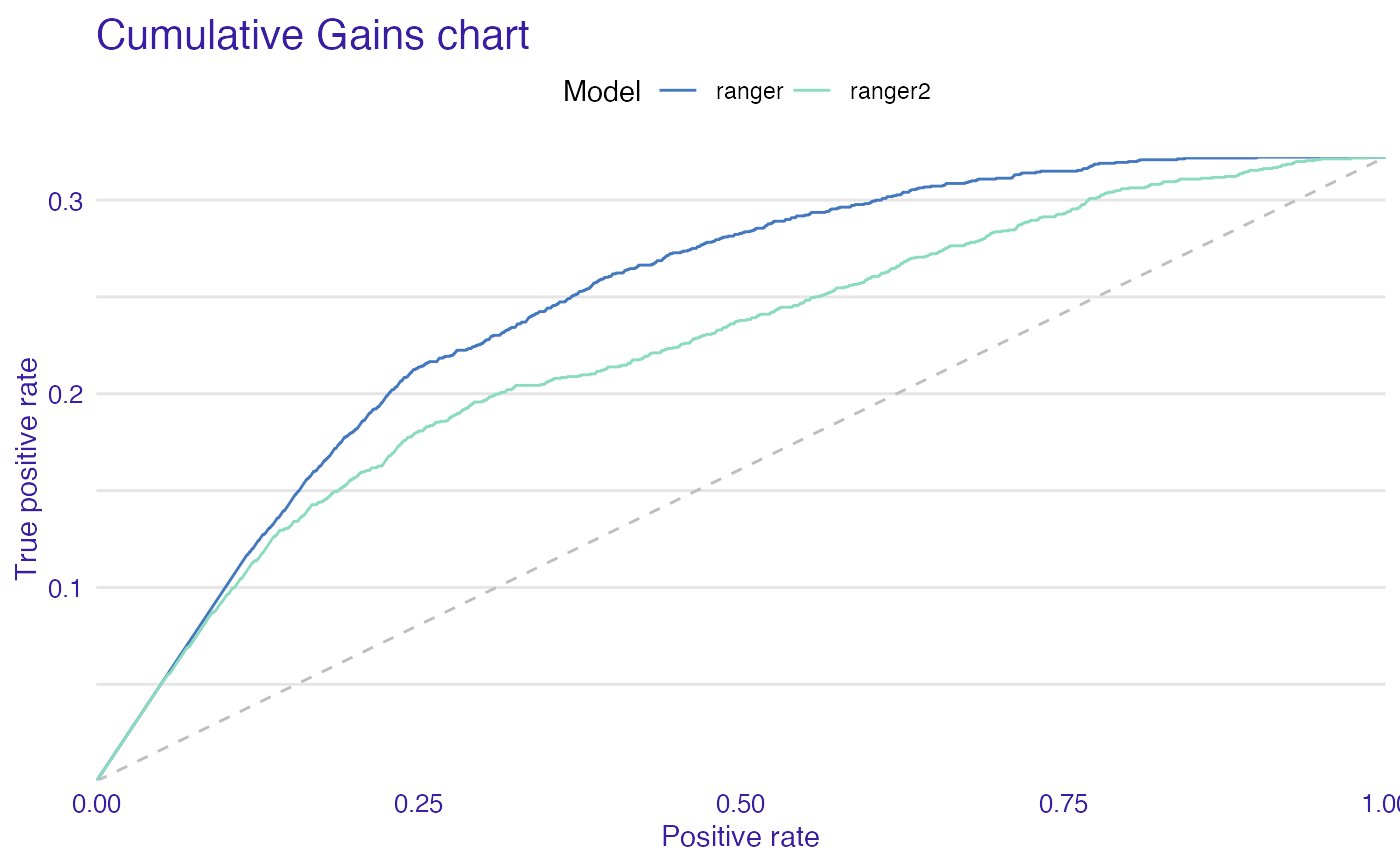 Cumulative Gains chart
Model ranger ranger2
0.3
0.2
0.1
True positive rate
0.00 0.25 0.50 0.75 1.00
Positive rate